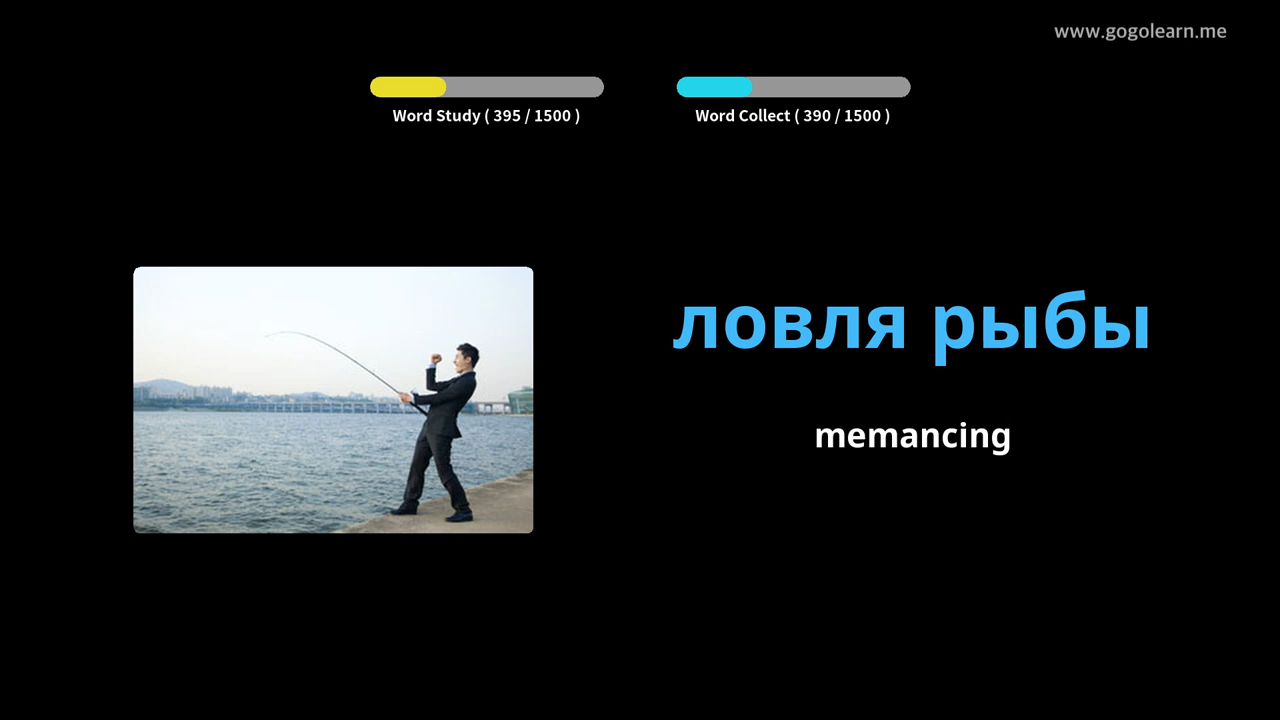 www.gogolearn.me
Word Study ( 395 / 1500 )
Word Collect ( 390 / 1500 )
ловля рыбы
memancing